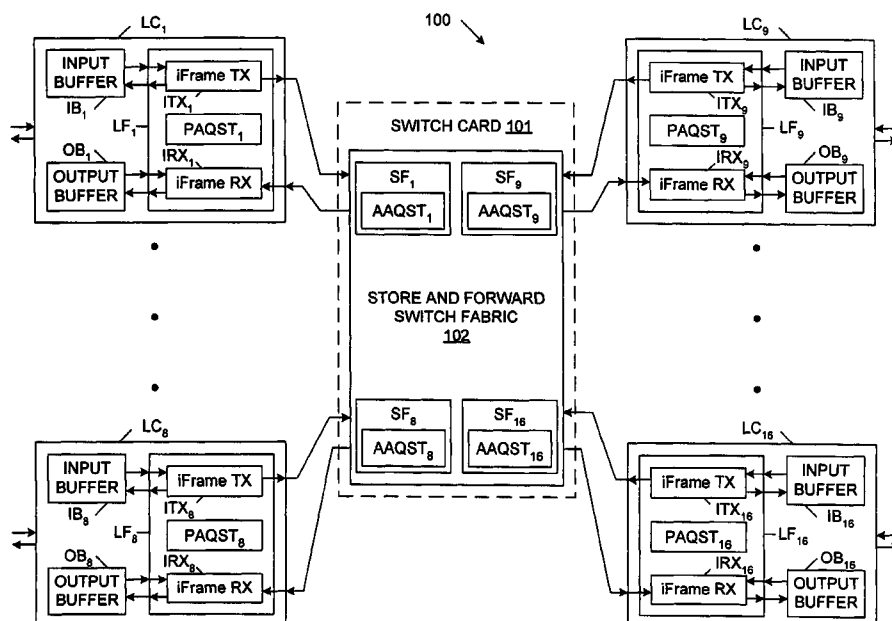 LC1
INPUT
BUFFER
IB1
iFrame TX
ITX1
LF1
PAQST1
IRX1
OB1
OUTPUT
BUFFER
iFrame RX
100
LC9
iFrame TX
ITX9
INPUT
BUFFER
IB9
PAQST9
LF9
IRX9
OB9
iFrame RX
OUTPUT
BUFFER
SWITCH CARD 101
SF1
AAQST1
SF9
AAQST9
STORE AND FORWARD
SWITCH FABRIC
102
SF8
AAQST8
SF16
AAQST16
LC8
INPUT
BUFFER
IB8
iFrame TX
ITX8
LF8
PAQST8
IRX8
OB8
OUTPUT
BUFFER
iFrame RX
LC16
iFrame TX
ITX16
INPUT
BUFFER
IB16
PAQST16
LF16
IRX16
OB16
iFrame RX
OUTPUT
BUFFER